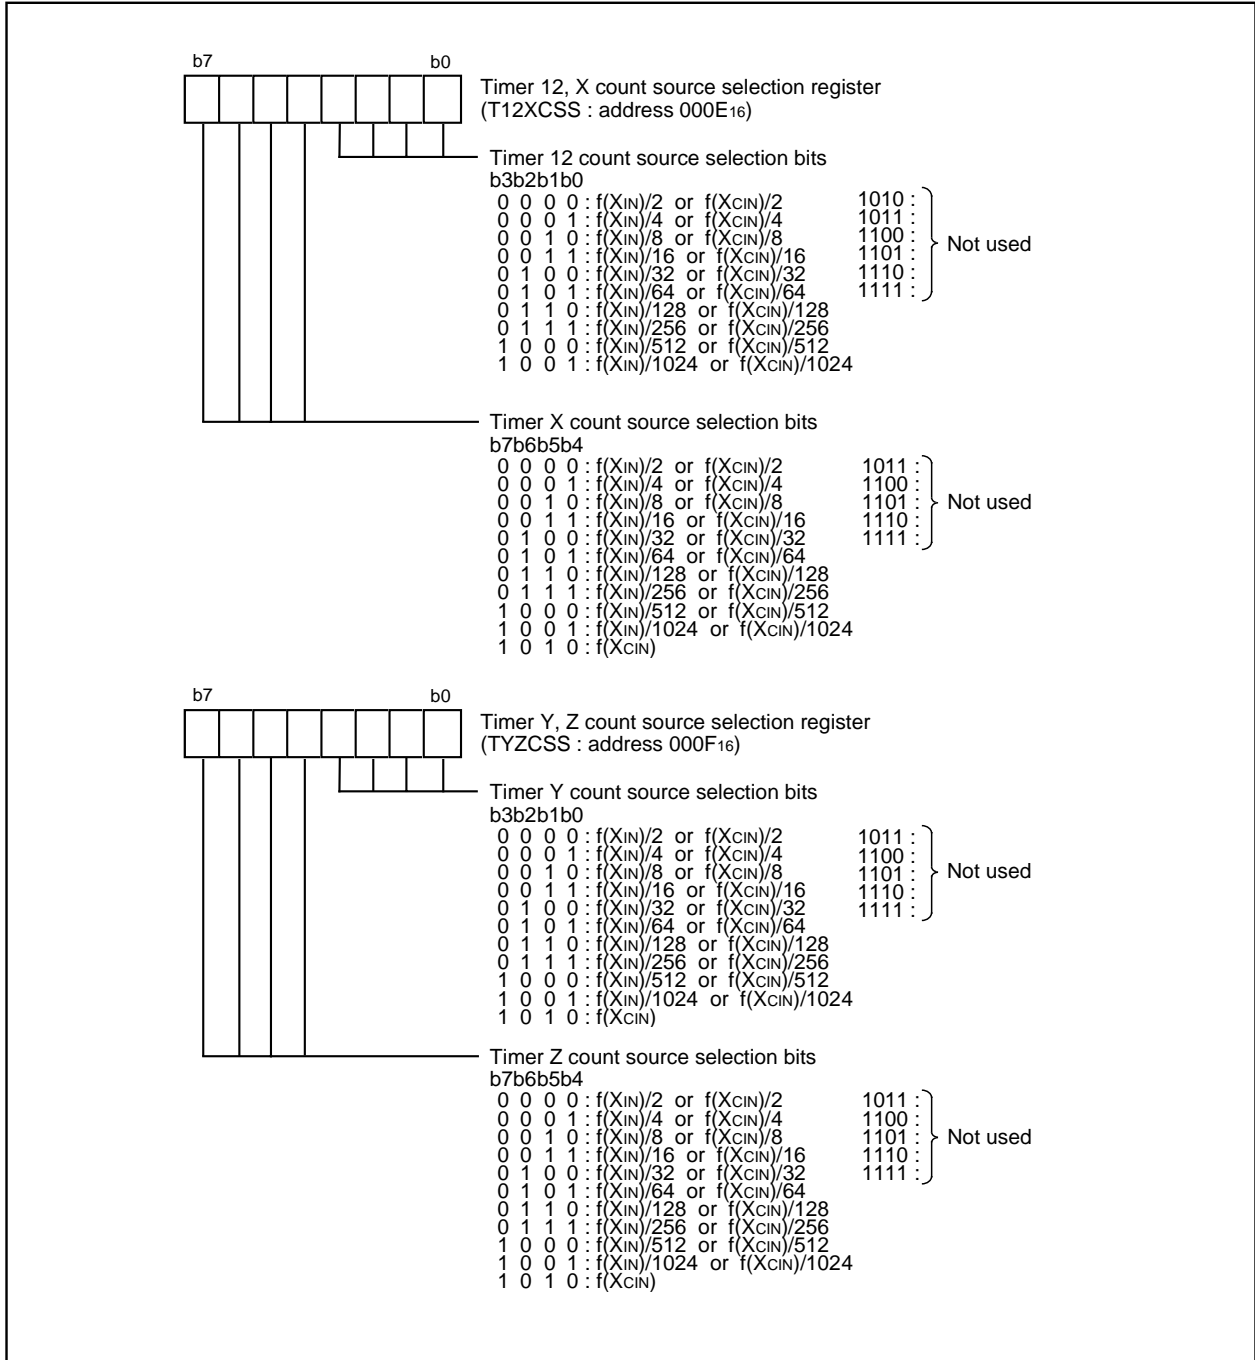 b7 b0
Timer 12, X count source selection register
(T12XCSS : address 000E16)
Timer 12 count source selection bits
b3b2b1b0
0 0 0 0 : f(XIN)/2 or f(XCIN)/2 1010 :
0 0 0 1 : f(XIN)/4 or f(XCIN)/4 1011 :
0 0 1 0 : f(XIN)/8 or f(XCIN)/8 1100 : Not used
0 0 1 1 : f(XIN)/16 or f(XCIN)/16 1101 :
0 1 0 0 : f(XIN)/32 or f(XCIN)/32 1110 :
0 1 0 1 : f(XIN)/64 or f(XCIN)/64 1111 :
0 1 1 0 : f(XIN)/128 or f(XCIN)/128
0 1 1 1 : f(XIN)/256 or f(XCIN)/256
1 0 0 0 : f(XIN)/512 or f(XCIN)/512
1 0 0 1 : f(XIN)/1024 or f(XCIN)/1024
Timer X count source selection bits
b7b6b5b4
0 0 0 0 : f(XIN)/2 or f(XCIN)/2 1011 :
0 0 0 1 : f(XIN)/4 or f(XCIN)/4 1100 :
0 0 1 0 : f(XIN)/8 or f(XCIN)/8 1101 : Not used
0 0 1 1 : f(XIN)/16 or f(XCIN)/16 1110 :
0 1 0 0 : f(XIN)/32 or f(XCIN)/32 1111 :
0 1 0 1 : f(XIN)/64 or f(XCIN)/64
0 1 1 0 : f(XIN)/128 or f(XCIN)/128
0 1 1 1 : f(XIN)/256 or f(XCIN)/256
1 0 0 0 : f(XIN)/512 or f(XCIN)/512
1 0 0 1 : f(XIN)/1024 or f(XCIN)/1024
1 0 1 0 : f(XCIN)
b7 b0
Timer Y, Z count source selection register
(TYZCSS : address 000F16)
Timer Y count source selection bits
b3b2b1b0
0 0 0 0 : f(XIN)/2 or f(XCIN)/2 1011 :
0 0 0 1 : f(XIN)/4 or f(XCIN)/4 1100 :
0 0 1 0 : f(XIN)/8 or f(XCIN)/8 1101 : Not used
0 0 1 1 : f(XIN)/16 or f(XCIN)/16 1110 :
0 1 0 0 : f(XIN)/32 or f(XCIN)/32 1111 :
0 1 0 1 : f(XIN)/64 or f(XCIN)/64
0 1 1 0 : f(XIN)/128 or f(XCIN)/128
0 1 1 1 : f(XIN)/256 or f(XCIN)/256
1 0 0 0 : f(XIN)/512 or f(XCIN)/512
1 0 0 1 : f(XIN)/1024 or f(XCIN)/1024
1 0 1 0 : f(XCIN)
Timer Z count source selection bits
b7b6b5b4
0 0 0 0 : f(XIN)/2 or f(XCIN)/2 1011 :
0 0 0 1 : f(XIN)/4 or f(XCIN)/4 1100 :
0 0 1 0 : f(XIN)/8 or f(XCIN)/8 1101 : Not used
0 0 1 1 : f(XIN)/16 or f(XCIN)/16 1110 :
0 1 0 0 : f(XIN)/32 or f(XCIN)/32 1111 :
0 1 0 1 : f(XIN)/64 or f(XCIN)/64
0 1 1 0 : f(XIN)/128 or f(XCIN)/128
0 1 1 1 : f(XIN)/256 or f(XCIN)/256
1 0 0 0 : f(XIN)/512 or f(XCIN)/512
1 0 0 1 : f(XIN)/1024 or f(XCIN)/1024
1 0 1 0 : f(XCIN)